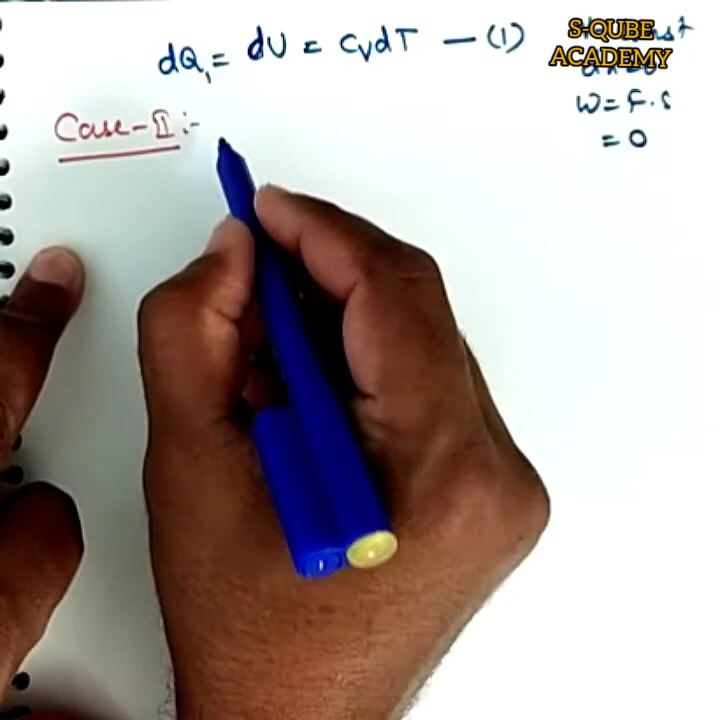 dQ₁ = dU = CᵥdT — (1)
S-QUBE
ACADEMY
W = F.S
= 0
Case-II :-